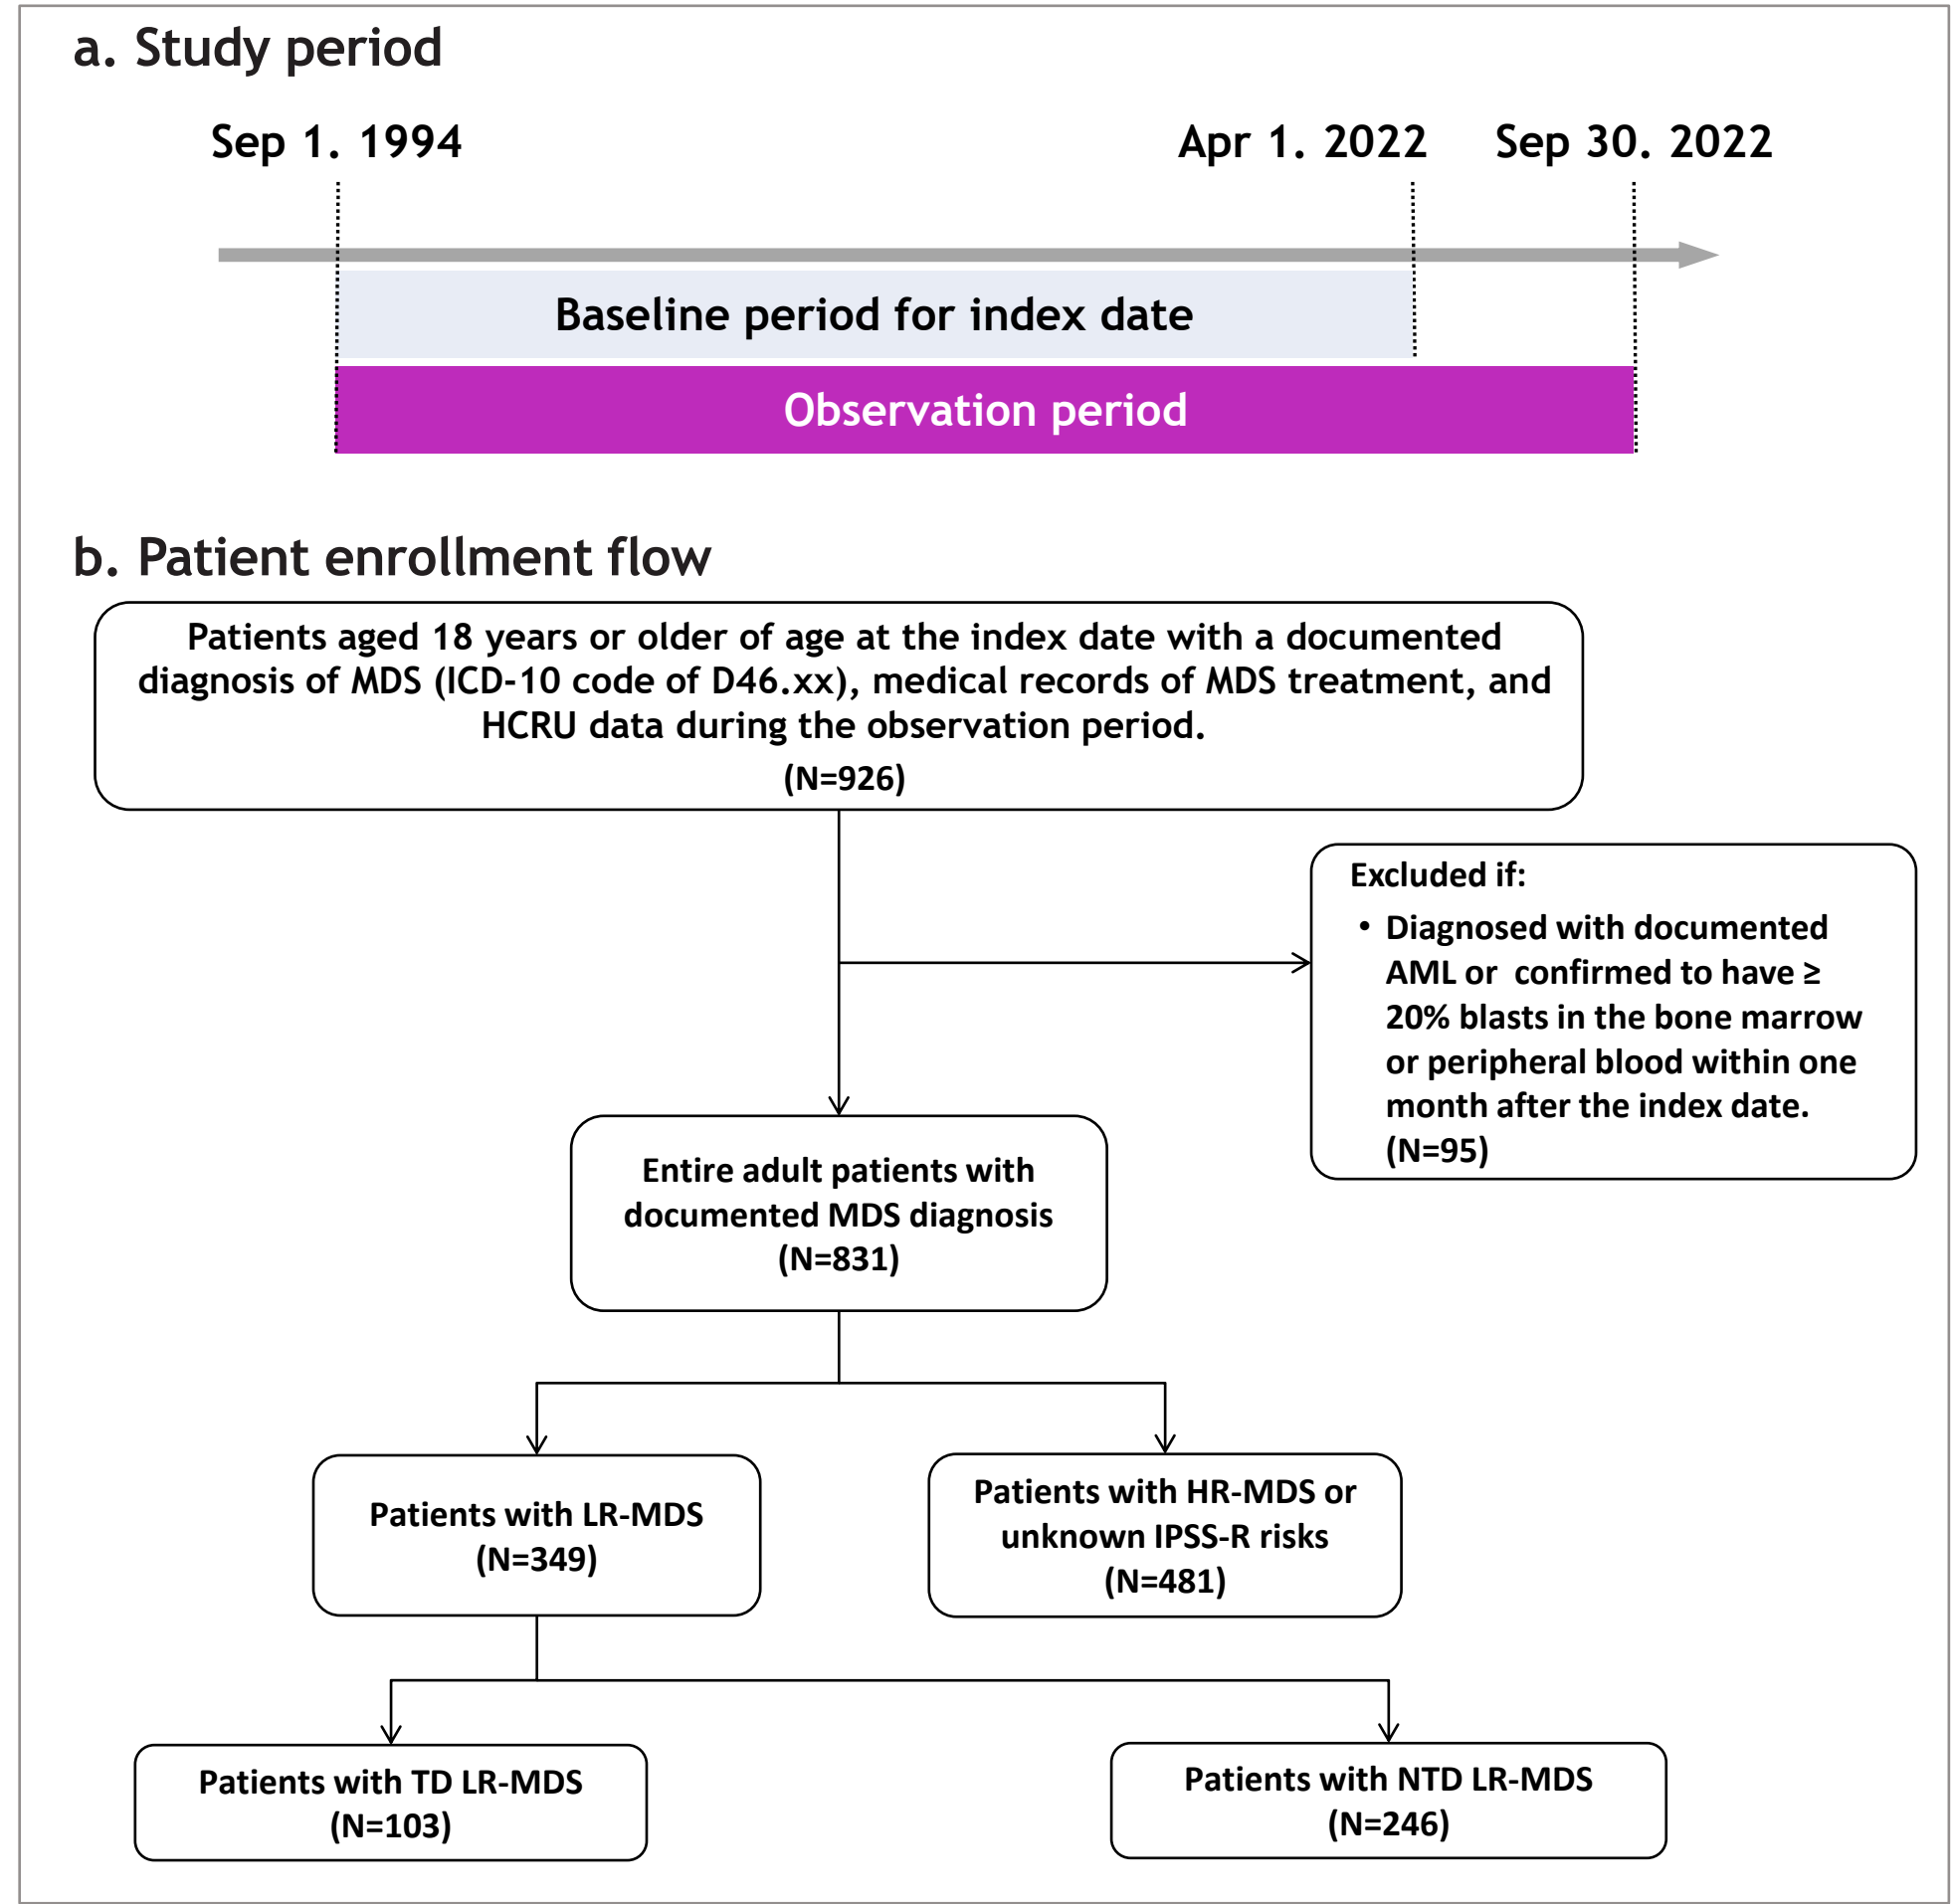 a. Study period
Sep 1. 1994
Apr 1. 2022
Sep 30. 2022
Baseline period for index date
Observation period
b. Patient enrollment flow
Patients aged 18 years or older of age at the index date with a documented
diagnosis of MDS (ICD-10 code of D46.xx), medical records of MDS treatment, and
HCRU data during the observation period.
(N=926)
Excluded if:
• Diagnosed with documented
AML or  confirmed to have ≥
20% blasts in the bone marrow
or peripheral blood within one
month after the index date.
(N=95)
Entire adult patients with
documented MDS diagnosis
(N=831)
Patients with LR-MDS
(N=349)
Patients with HR-MDS or
unknown IPSS-R risks
(N=481)
Patients with TD LR-MDS
(N=103)
Patients with NTD LR-MDS
(N=246)